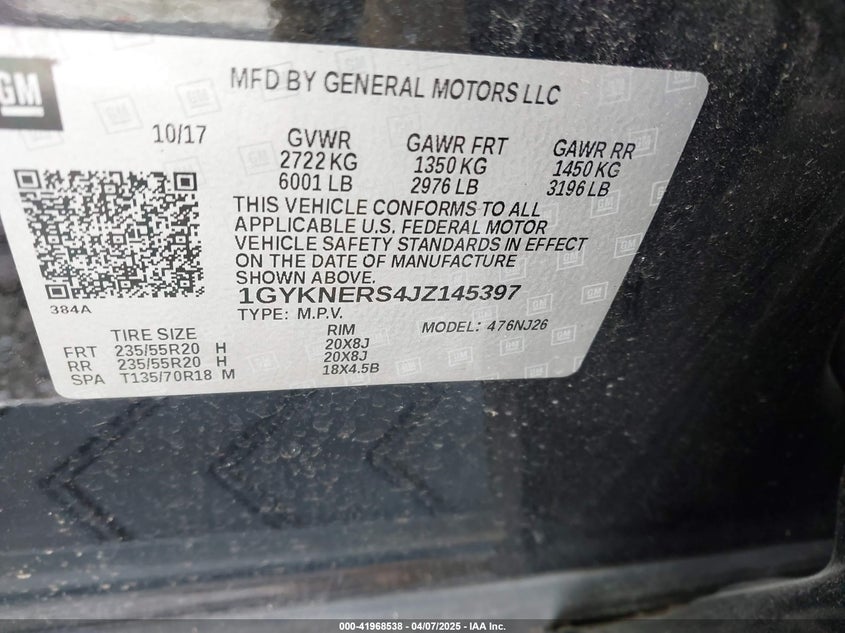 GM
MFD BY GENERAL MOTORS LLC
10/17
GVWR GAWR FRT GAWR RR
2722 KG 1350 KG 1450 KG
6001 LB 2976 LB 3196 LB
THIS VEHICLE CONFORMS TO ALL
APPLICABLE U.S. FEDERAL MOTOR
VEHICLE SAFETY STANDARDS IN EFFECT
ON THE DATE OF MANUFACTURE
SHOWN ABOVE.
1GYKNERS4JZ145397
384A
TYPE: M.P.V. MODEL: 476NJ26
TIRE SIZE RIM
FRT 235/55R20 H 20X8J
RR 235/55R20 H 20X8J
SPA T135/70R18 M 18X4.5B
000-41968538 | 04/07/2025 | IAA Inc.